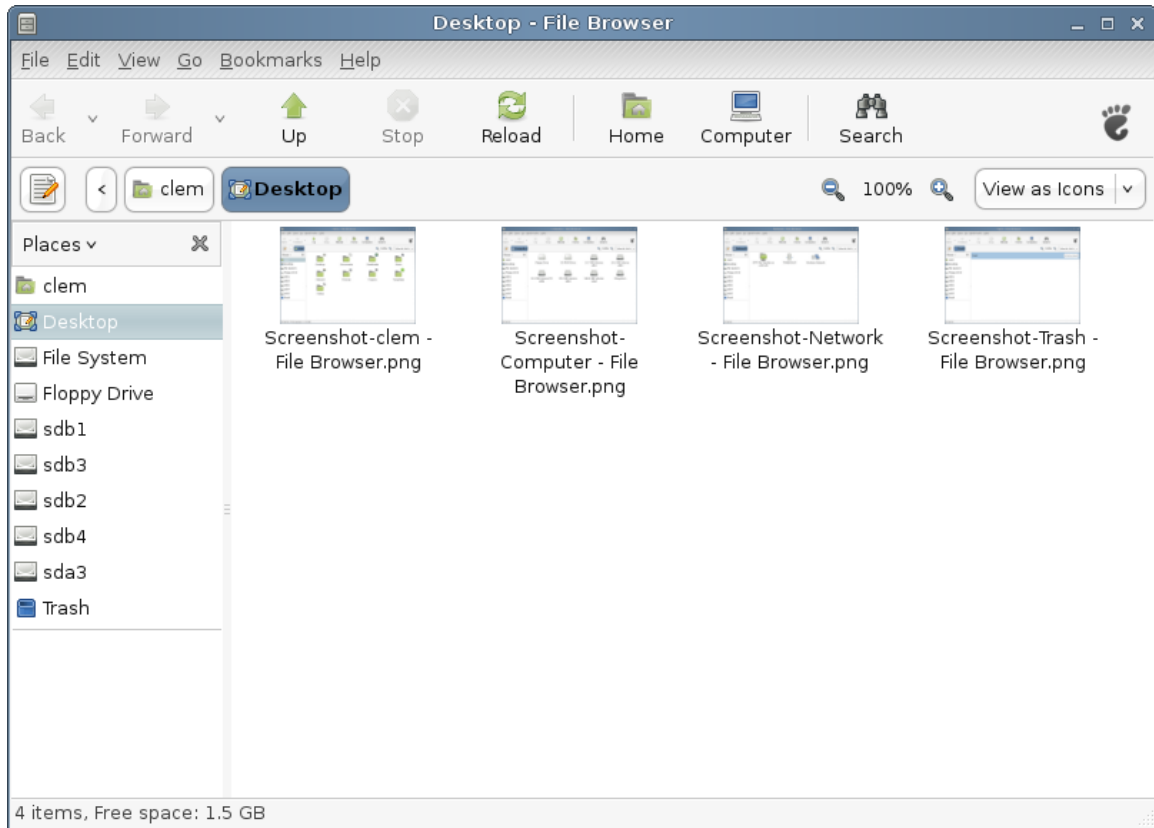 Desktop - File Browser
File Edit View Go Bookmarks Help
Back Forward Up Stop Reload Home Computer Search
clem Desktop 100% View as Icons
Places
clem
Desktop
File System
Floppy Drive
sdb1
sdb3
sdb2
sdb4
sda3
Trash
Screenshot-clem -
File Browser.png
Screenshot-
Computer - File
Browser.png
Screenshot-Network
- File Browser.png
Screenshot-Trash -
File Browser.png
4 items, Free space: 1.5 GB